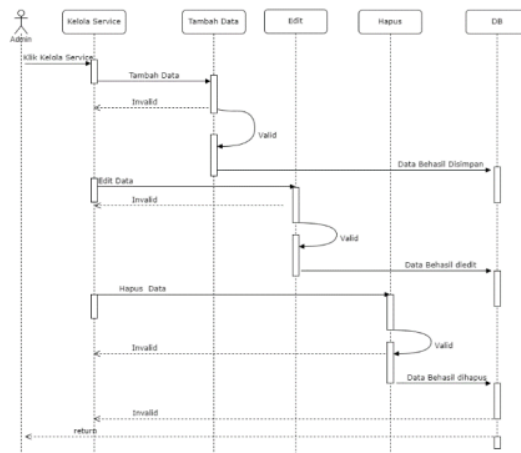 Kelola Service
Tambah Data
Edit
Hapus
DB
Admin
Klik Kelola Service
Tambah Data
Invalid
Valid
Data Behasil Disimpan
Edit Data
Invalid
Valid
Data Behasil diedit
Hapus Data
Valid
Invalid
Data Behasil dihapus
Invalid
return